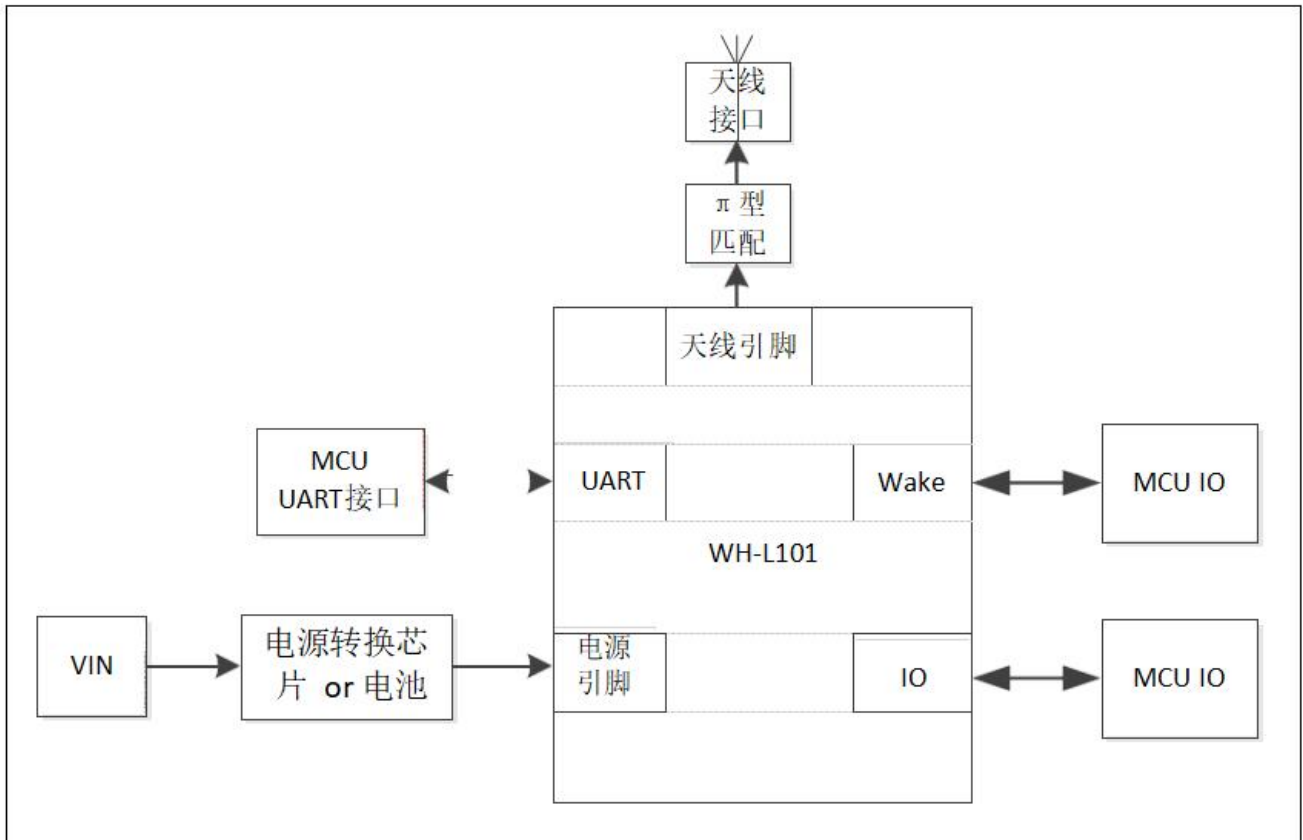 天线
接口
π型
匹配
天线引脚
MCU
UART接口
UART
Wake
MCU IO
WH-L101
VIN
电源转换芯
片 or 电池
电源
引脚
IO
MCU IO